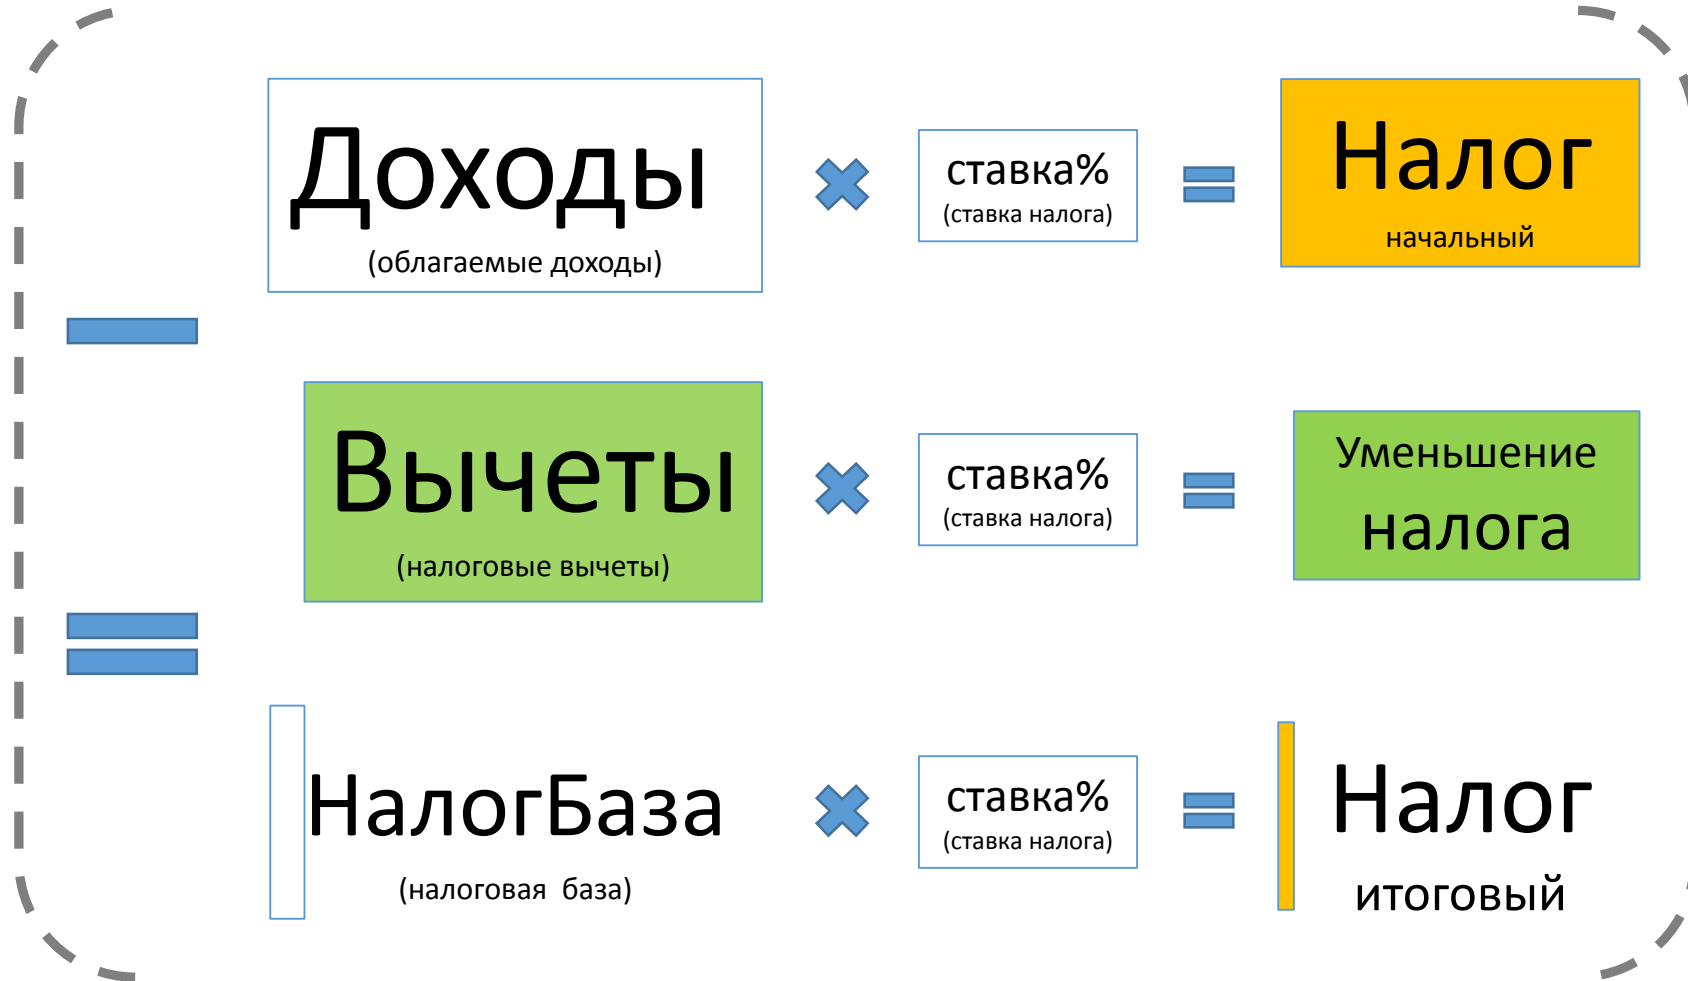 Доходы
(облагаемые доходы)
ставка%
(ставка налога)
Налог
начальный
Вычеты
(налоговые вычеты)
ставка%
(ставка налога)
Уменьшение
налога
НалогБаза
(налоговая база)
ставка%
(ставка налога)
Налог
итоговый